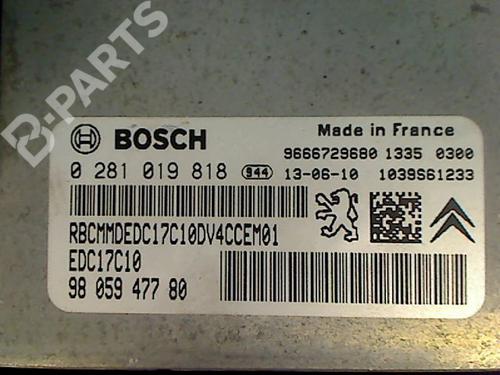 B-PARTS
BOSCH
Made in France
9666729680 1335 0300
0 281 019 818 944 13-06-10 1039S61233
RBCMMDEDC17C10DV4CCEM01
EDC17C10
98 059 477 80